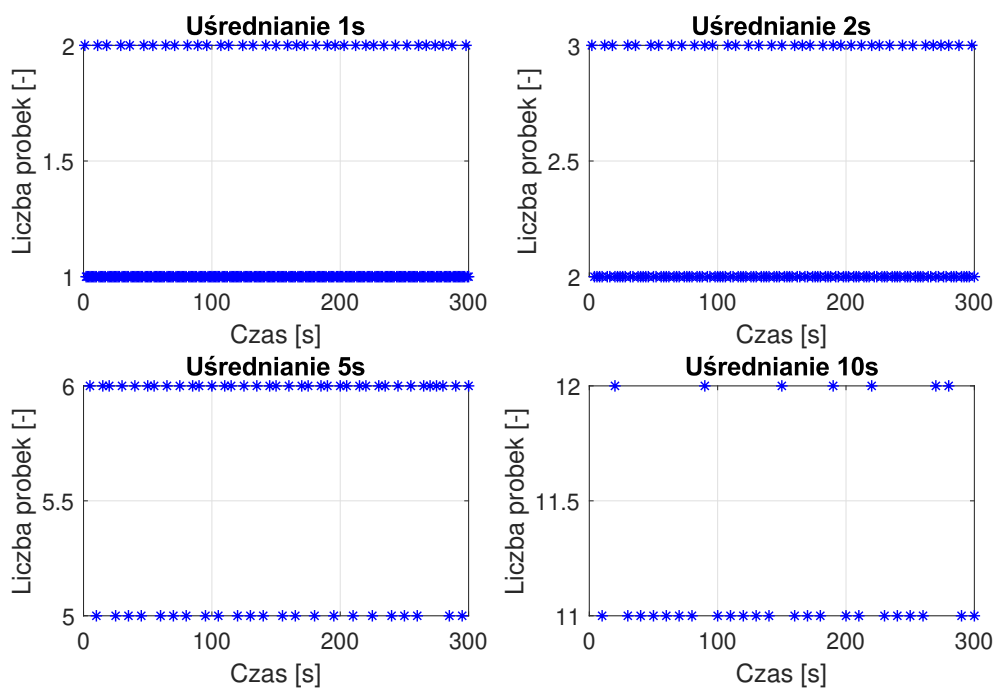 Uśrednianie 1s
2
1.5
1
Liczba probek [-]
0 100 200 300
Czas [s]
Uśrednianie 2s
3
2.5
2
Liczba probek [-]
0 100 200 300
Czas [s]
Uśrednianie 5s
6
5.5
5
Liczba probek [-]
0 100 200 300
Czas [s]
Uśrednianie 10s
12
11.5
11
Liczba probek [-]
0 100 200 300
Czas [s]